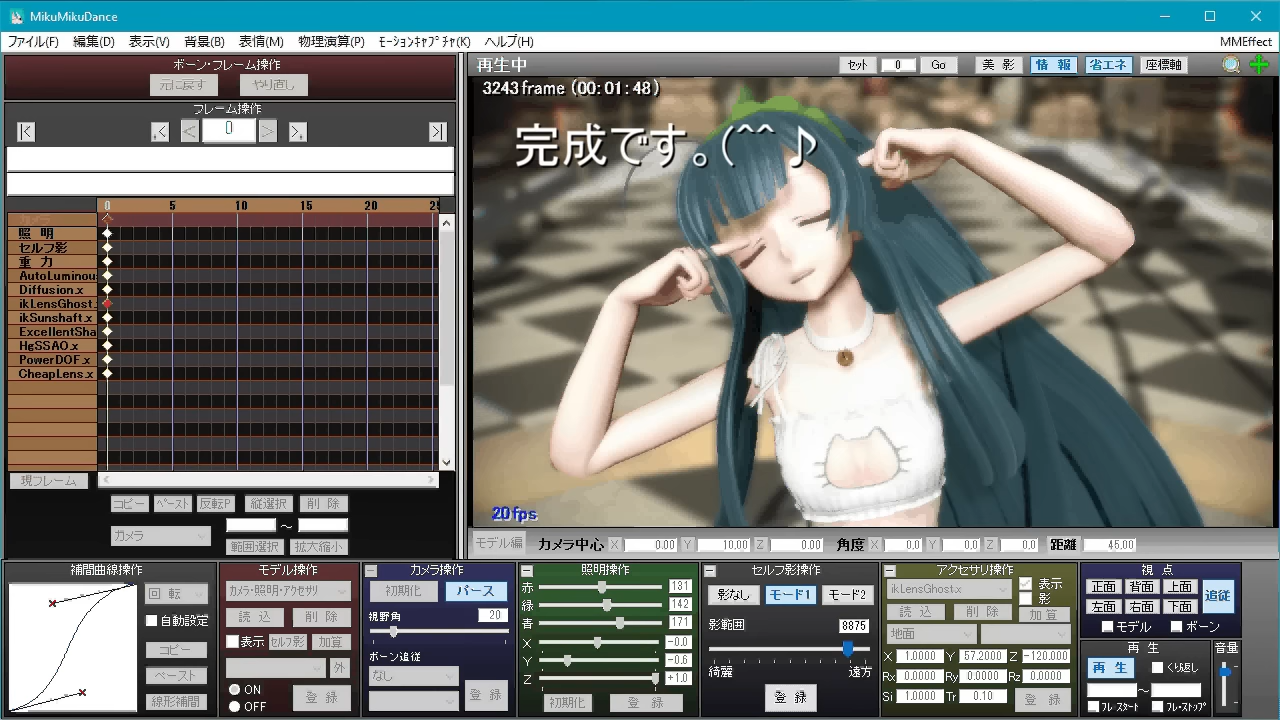 MikuMikuDance
ファイル(F) 編集(D) 表示(V) 背景(B) 表情(M) 物理演算(P) ﾓｰｼｮﾝｷｬﾌﾟﾁｬ(K) ヘルプ(H) MMEffect
ボーン・フレーム操作
元に戻す やり直し
フレーム操作
|< .< < 0 > >. >|
0 5 10 15 20 25
カメラ
照 明
セルフ影
重 力
AutoLuminou
Diffusion.x
ikLensGhost.
ikSunshaft.x
ExcellentSha
HgSSAO.x
PowerDOF.x
CheapLens.x
現フレーム
コピー ペースト 反転P 縦選択 削 除
カメラ ～
範囲選択 拡大縮小
再生中 セット 0 Go 美 影 情 報 省エネ 座標軸
3243frame (00:01:48)
完成です。(^^ ♪
20fps
モデル編 カメラ中心 X 0.00 Y 10.00 Z 0.00 角度 X 0.0 Y 0.0 Z 0.0 距離 45.00
補間曲線操作
回 転
自動設定
コピー
ペースト
線形補間
モデル操作
ｶﾒﾗ・照明・ｱｸｾｻﾘ
読 込 削 除
表示 セルフ影 加算
外
ON
OFF
登 録
カメラ操作
初期化 パース
視野角 20
ボーン追従
なし
登 録
照明操作
赤 131
緑 142
青 171
X -0.0
Y -0.6
Z +1.0
初期化 登 録
セルフ影操作
影なし モード1 モード2
影範囲 8875
綺麗 遠方
登 録
アクセサリ操作
ikLensGhost.x 表示
影
読 込 削 除 加 算
地面
X 1.0000 Y 57.2000 Z -120.000
Rx 0.0000 Ry 0.0000 Rz 0.0000
Si 1.0000 Tr 0.10 登 録
視 点
正面 背面 上面 追従
左面 右面 下面
モデル ボーン
再 生
再 生 くり返し
～
ﾌﾚ･ｽﾀｰﾄ ﾌﾚ･ｽﾄｯﾌﾟ
音量